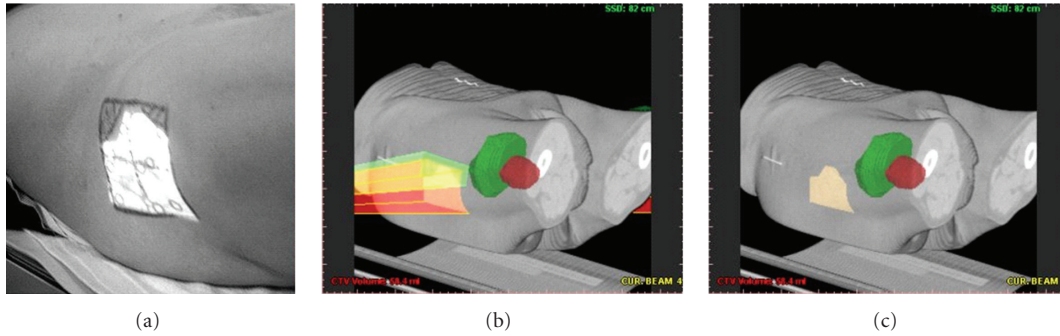 SSD: 82 cm
SSD: 82 cm
CTV Volume: 58.4 ml
CUR. BEAM 4
CTV Volume: 58.4 ml
CUR. BEAM
(a)
(b)
(c)